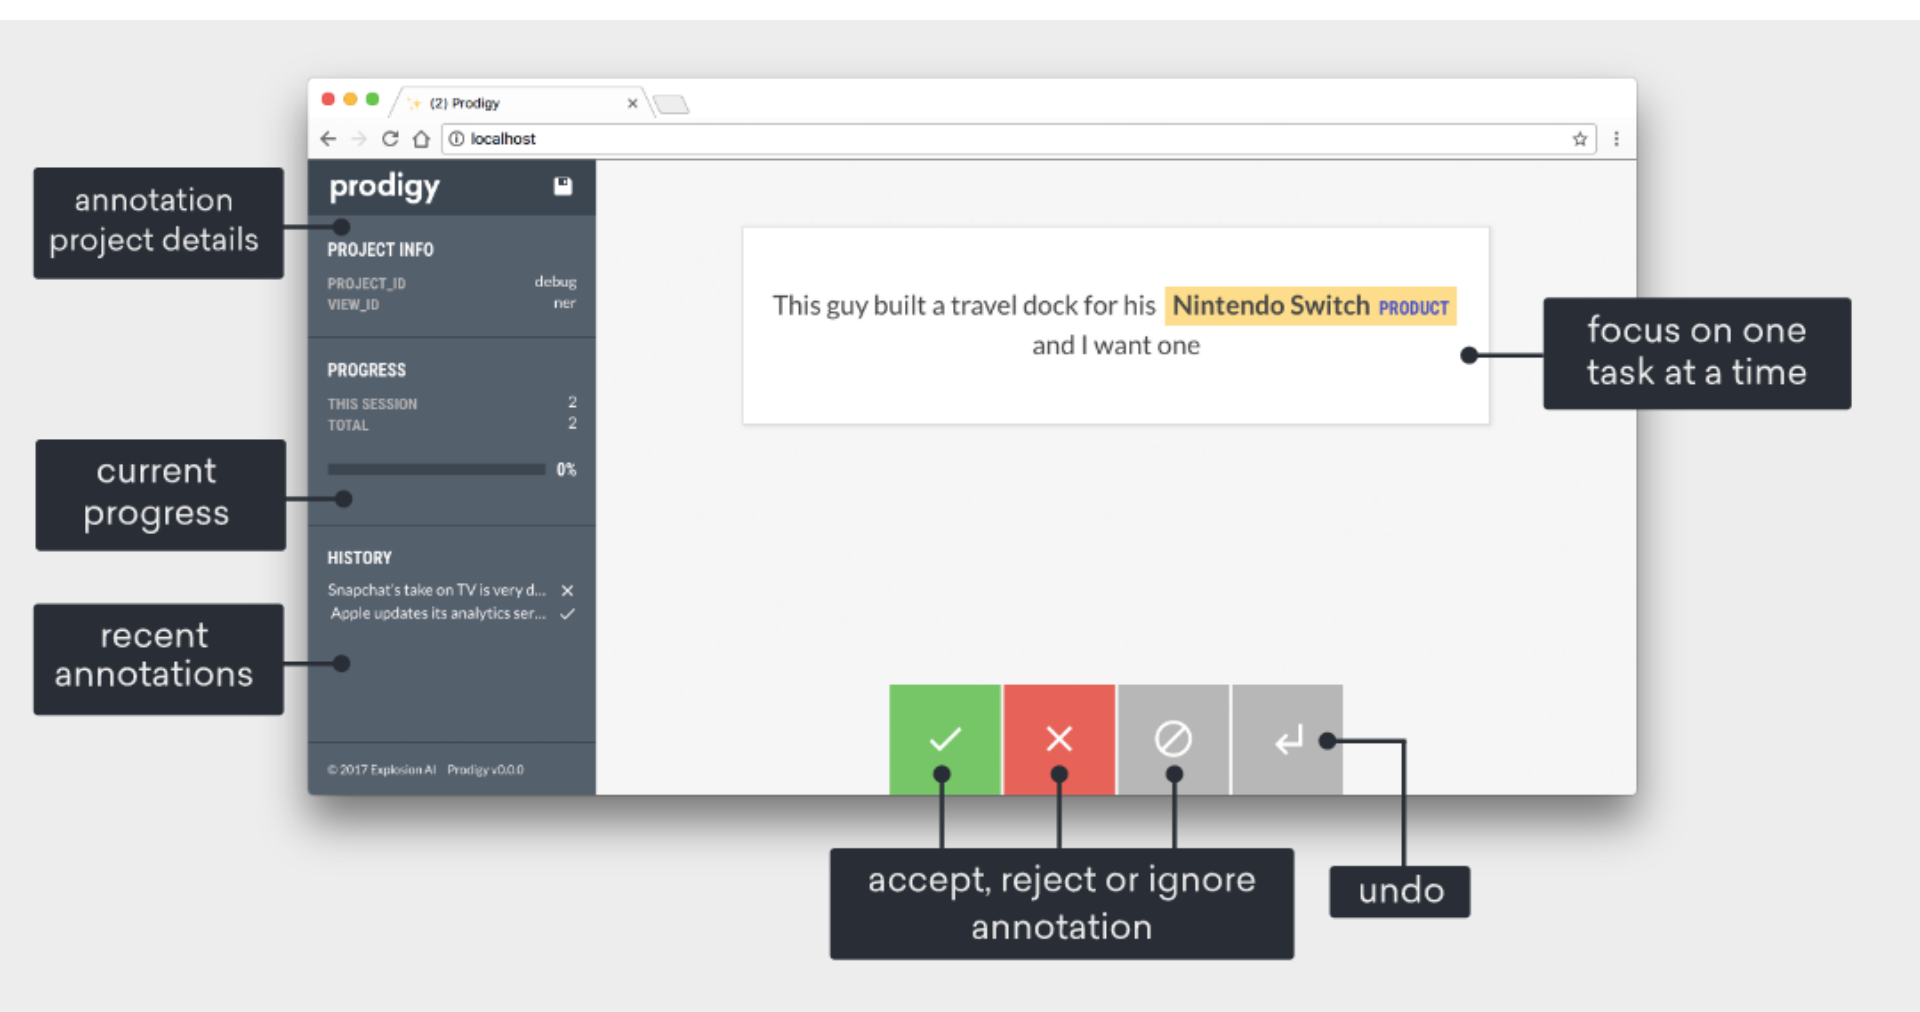 (2) Prodigy
localhost
prodigy
annotation
project details
PROJECT INFO
PROJECT_ID debug
VIEW_ID ner
PROGRESS
THIS SESSION 2
TOTAL 2
0%
current
progress
HISTORY
Snapchat's take on TV is very d...
Apple updates its analytics ser...
recent
annotations
© 2017 Explosion AI Prodigy v0.0.0
This guy built a travel dock for his Nintendo Switch PRODUCT
and I want one
focus on one
task at a time
accept, reject or ignore
annotation
undo